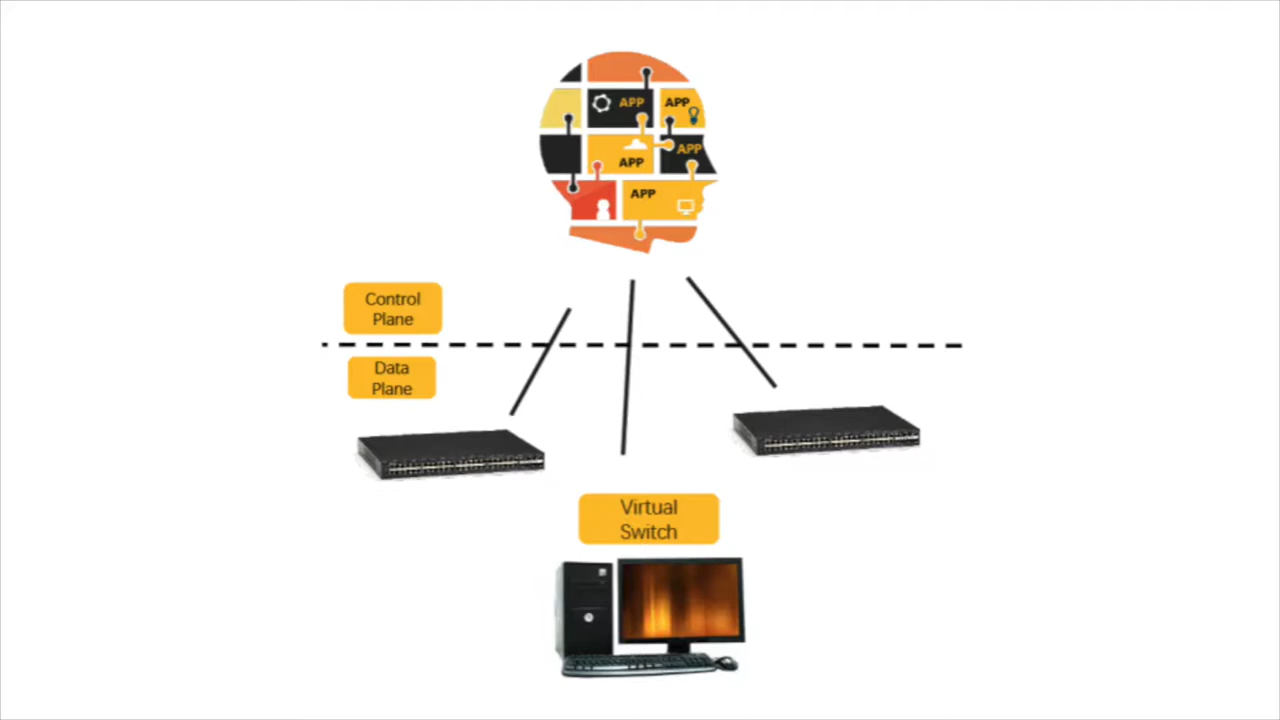 APP
APP
APP
APP
APP
Control
Plane
Data
Plane
Virtual
Switch